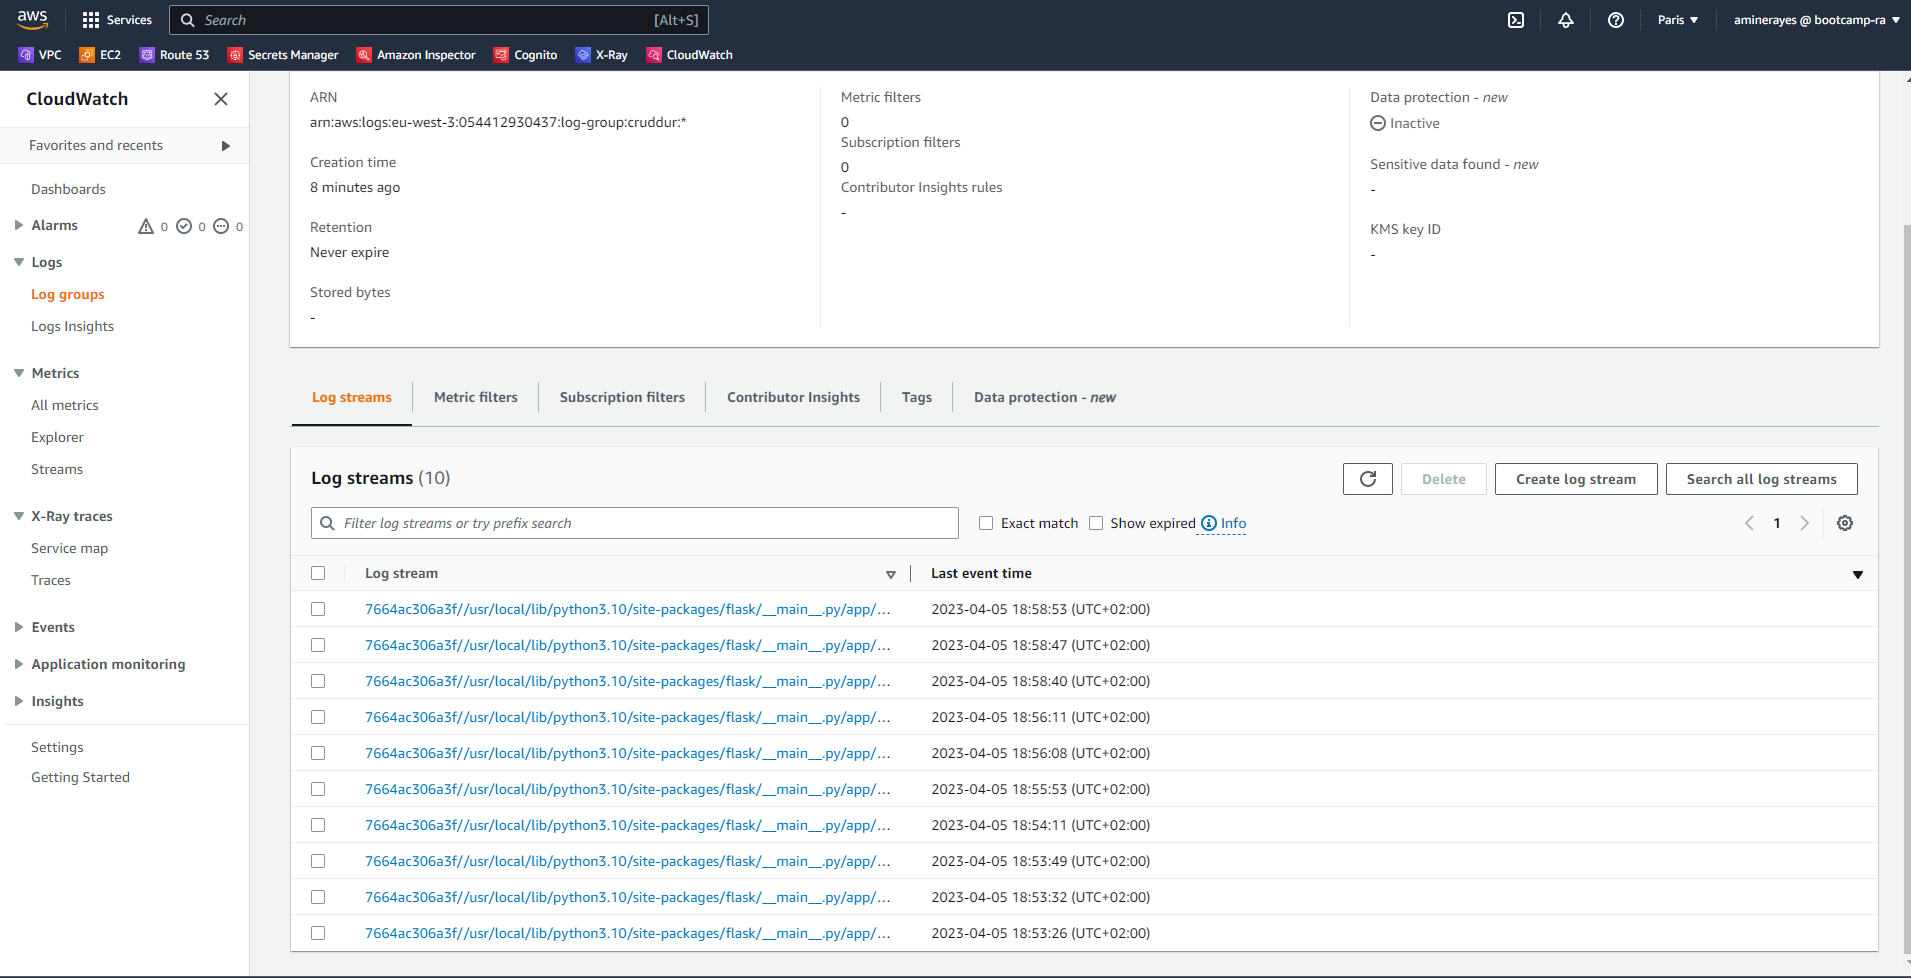 aws
Services
Search
[Alt+S]
Paris ▼
aminerayes @ bootcamp-ra ▼
VPC
EC2
Route 53
Secrets Manager
Amazon Inspector
Cognito
X-Ray
CloudWatch
CloudWatch
Favorites and recents
Dashboards
Alarms
0
0
0
Logs
Log groups
Logs Insights
Metrics
All metrics
Explorer
Streams
X-Ray traces
Service map
Traces
Events
Application monitoring
Insights
Settings
Getting Started
ARN
arn:aws:logs:eu-west-3:054412930437:log-group:cruddur:*
Creation time
8 minutes ago
Retention
Never expire
Stored bytes
-
Metric filters
0
Subscription filters
0
Contributor Insights rules
-
Data protection - new
Inactive
Sensitive data found - new
-
KMS key ID
-
Log streams
Metric filters
Subscription filters
Contributor Insights
Tags
Data protection - new
Log streams (10)
Delete
Create log stream
Search all log streams
Filter log streams or try prefix search
Exact match
Show expired
Info
1
Log stream
Last event time
7664ac306a3f//usr/local/lib/python3.10/site-packages/flask/__main__.py/app/... 2023-04-05 18:58:53 (UTC+02:00)
7664ac306a3f//usr/local/lib/python3.10/site-packages/flask/__main__.py/app/... 2023-04-05 18:58:47 (UTC+02:00)
7664ac306a3f//usr/local/lib/python3.10/site-packages/flask/__main__.py/app/... 2023-04-05 18:58:40 (UTC+02:00)
7664ac306a3f//usr/local/lib/python3.10/site-packages/flask/__main__.py/app/... 2023-04-05 18:56:11 (UTC+02:00)
7664ac306a3f//usr/local/lib/python3.10/site-packages/flask/__main__.py/app/... 2023-04-05 18:56:08 (UTC+02:00)
7664ac306a3f//usr/local/lib/python3.10/site-packages/flask/__main__.py/app/... 2023-04-05 18:55:53 (UTC+02:00)
7664ac306a3f//usr/local/lib/python3.10/site-packages/flask/__main__.py/app/... 2023-04-05 18:54:11 (UTC+02:00)
7664ac306a3f//usr/local/lib/python3.10/site-packages/flask/__main__.py/app/... 2023-04-05 18:53:49 (UTC+02:00)
7664ac306a3f//usr/local/lib/python3.10/site-packages/flask/__main__.py/app/... 2023-04-05 18:53:32 (UTC+02:00)
7664ac306a3f//usr/local/lib/python3.10/site-packages/flask/__main__.py/app/... 2023-04-05 18:53:26 (UTC+02:00)